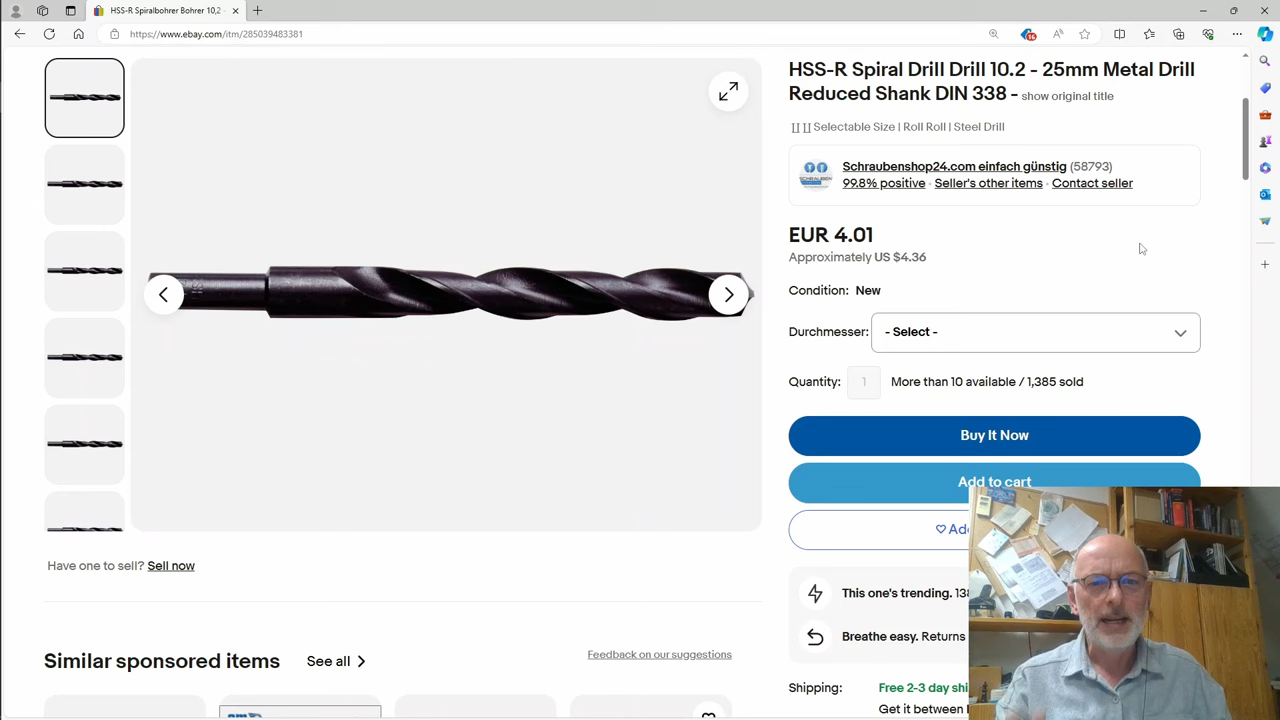 HSS-R Spiralbohrer Bohrer 10,2 -
https://www.ebay.com/itm/285039483381
16
HSS-R Spiral Drill Drill 10.2 - 25mm Metal Drill
Reduced Shank DIN 338 - show original title
Selectable Size | Roll Roll | Steel Drill
Schraubenshop24.com einfach günstig (58793)
SCHRAUBEN
99.8% positive · Seller's other items · Contact seller
EUR 4.01
Approximately US $4.36
Condition: New
Durchmesser: - Select -
Quantity: 1 More than 10 available / 1,385 sold
Buy It Now
Add to cart
This one's trending.
Breathe easy. Returns
Have one to sell? Sell now
Similar sponsored items See all
Feedback on our suggestions
Shipping: Free 2-3 day shi
Get it between